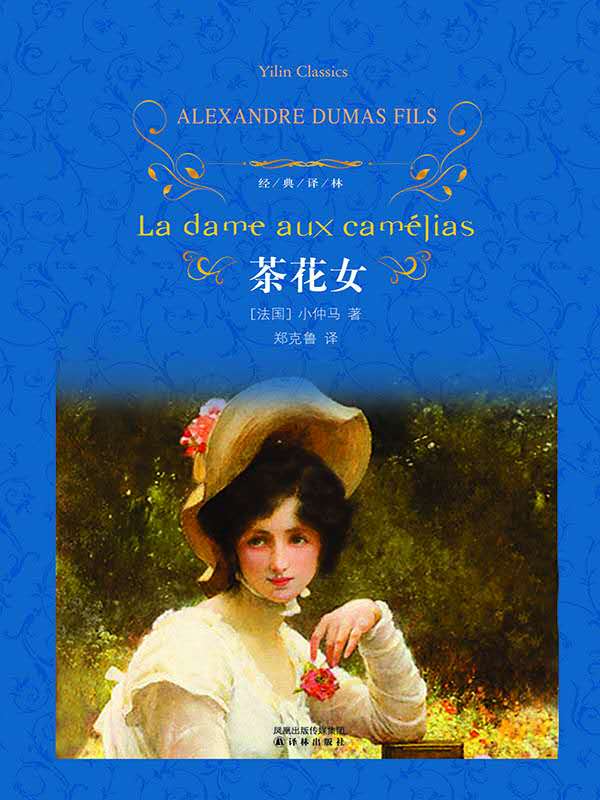 Yilin Classics
ALEXANDRE DUMAS FILS
经/典/译/林
La dame aux camélias
茶花女
[法国] 小仲马 著
郑克鲁 译
凤凰出版传媒集团
译林出版社